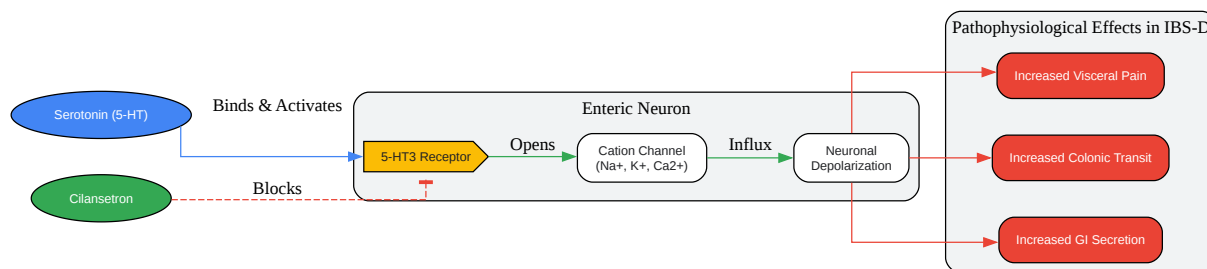 Pathophysiological Effects in IBS-D
Increased Visceral Pain
Serotonin (5-HT)
Binds & Activates
Enteric Neuron
5-HT3 Receptor
Opens
Cation Channel
(Na+, K+, Ca2+)
Influx
Neuronal
Depolarization
Increased Colonic Transit
Cilansetron
Blocks
Increased GI Secretion